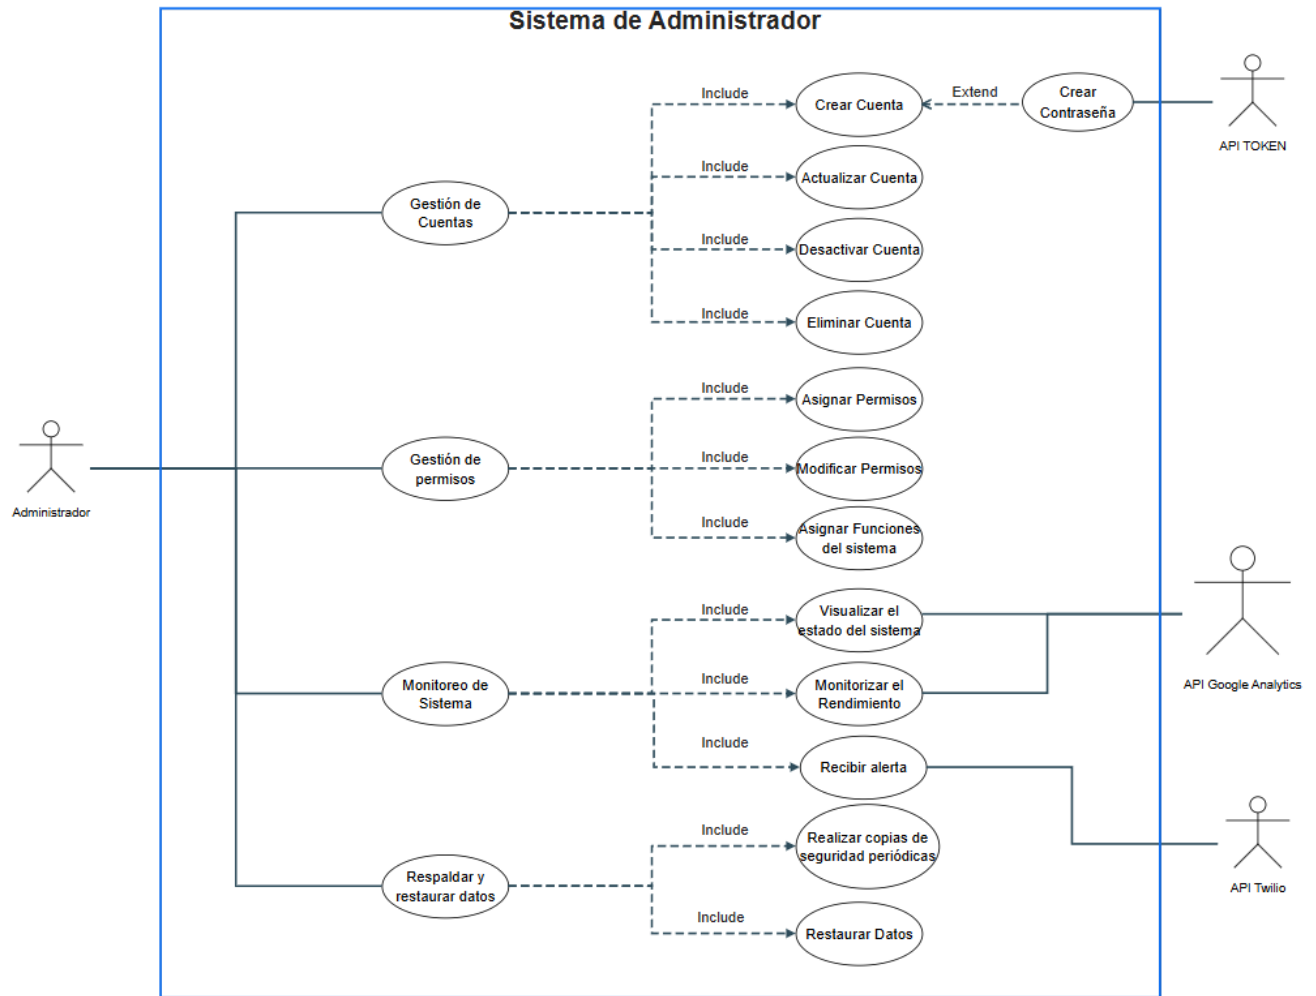 Sistema de Administrador
Include
Crear Cuenta
Extend
Crear
Contraseña
API TOKEN
Include
Actualizar Cuenta
Gestión de
Cuentas
Include
Desactivar Cuenta
Include
Eliminar Cuenta
Include
Asignar Permisos
Administrador
Gestión de
permisos
Include
Modificar Permisos
Include
Asignar Funciones
del sistema
Include
Visualizar el
estado del sistema
API Google Analytics
Monitoreo de
Sistema
Include
Monitorizar el
Rendimiento
Include
Recibir alerta
API Twilio
Include
Realizar copias de
seguridad periódicas
Respaldar y
restaurar datos
Include
Restaurar Datos